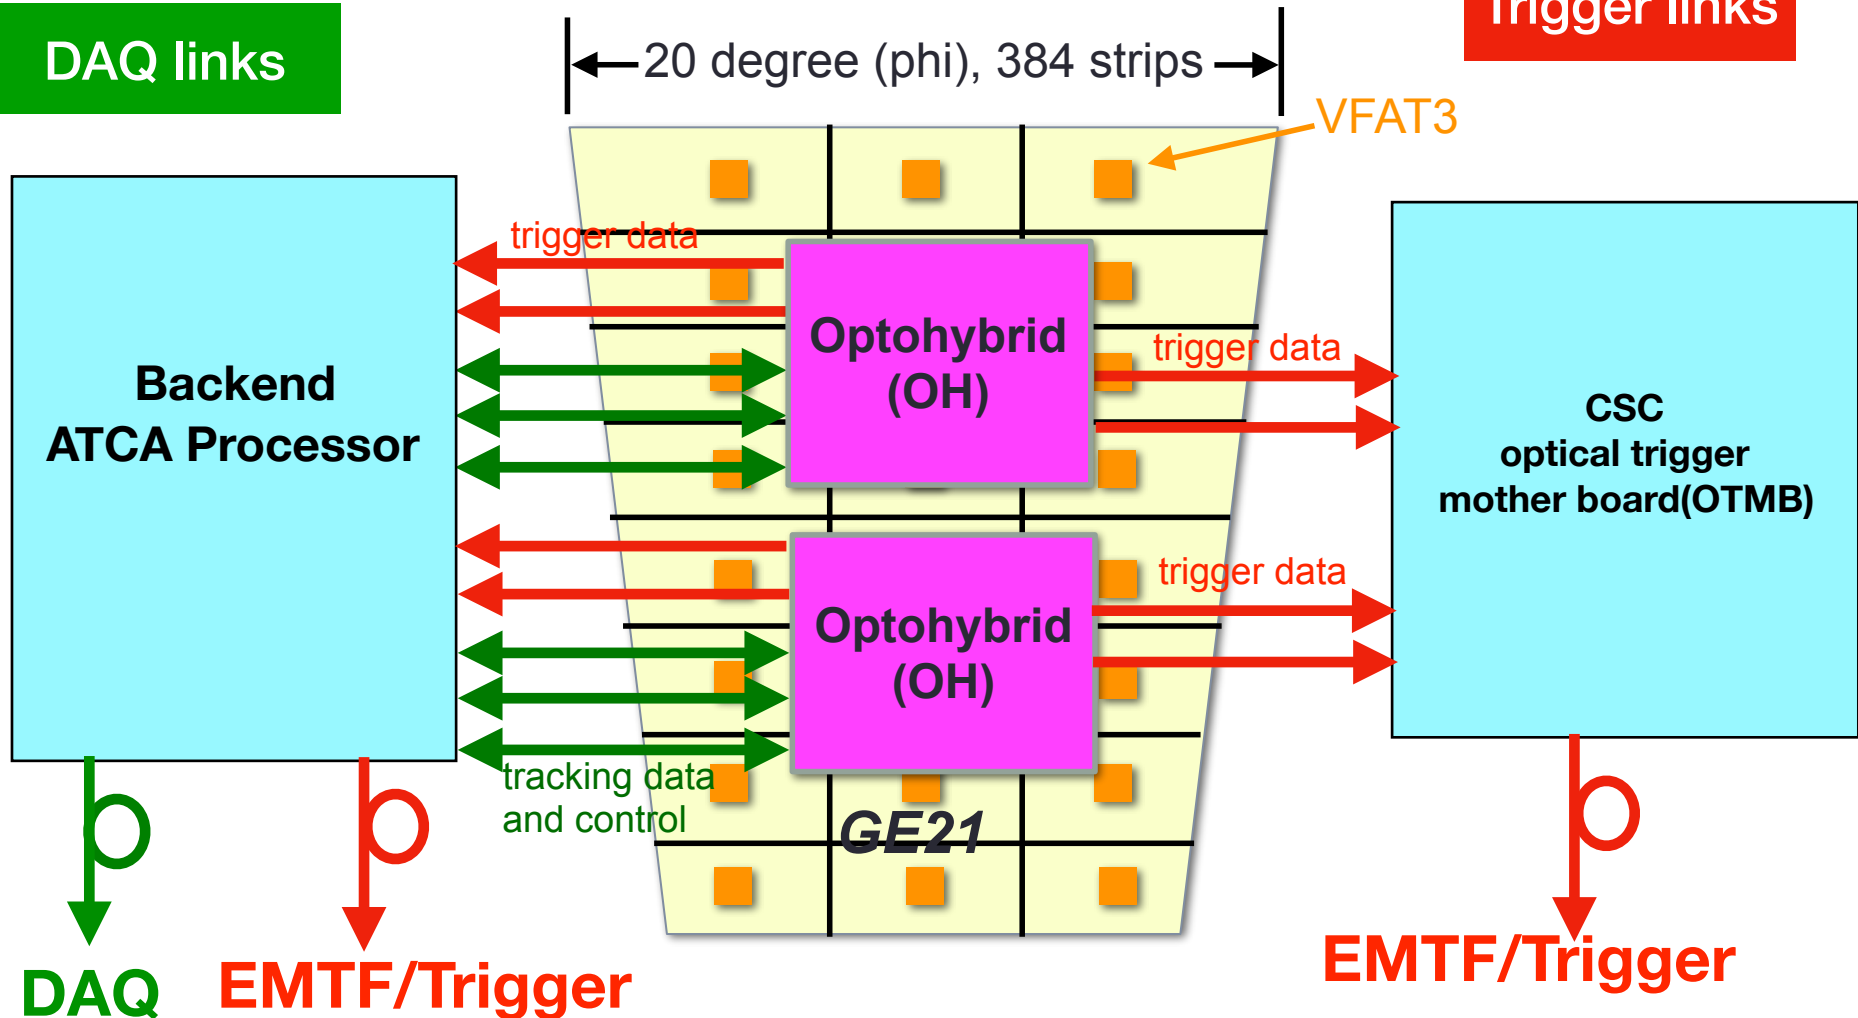 DAQ links
20 degree (phi), 384 strips
Trigger links
VFAT3
trigger data
Optohybrid
(OH)
trigger data
Backend
ATCA Processor
CSC
optical trigger
mother board(OTMB)
trigger data
Optohybrid
(OH)
tracking data
and control
GE21
DAQ
EMTF/Trigger
EMTF/Trigger